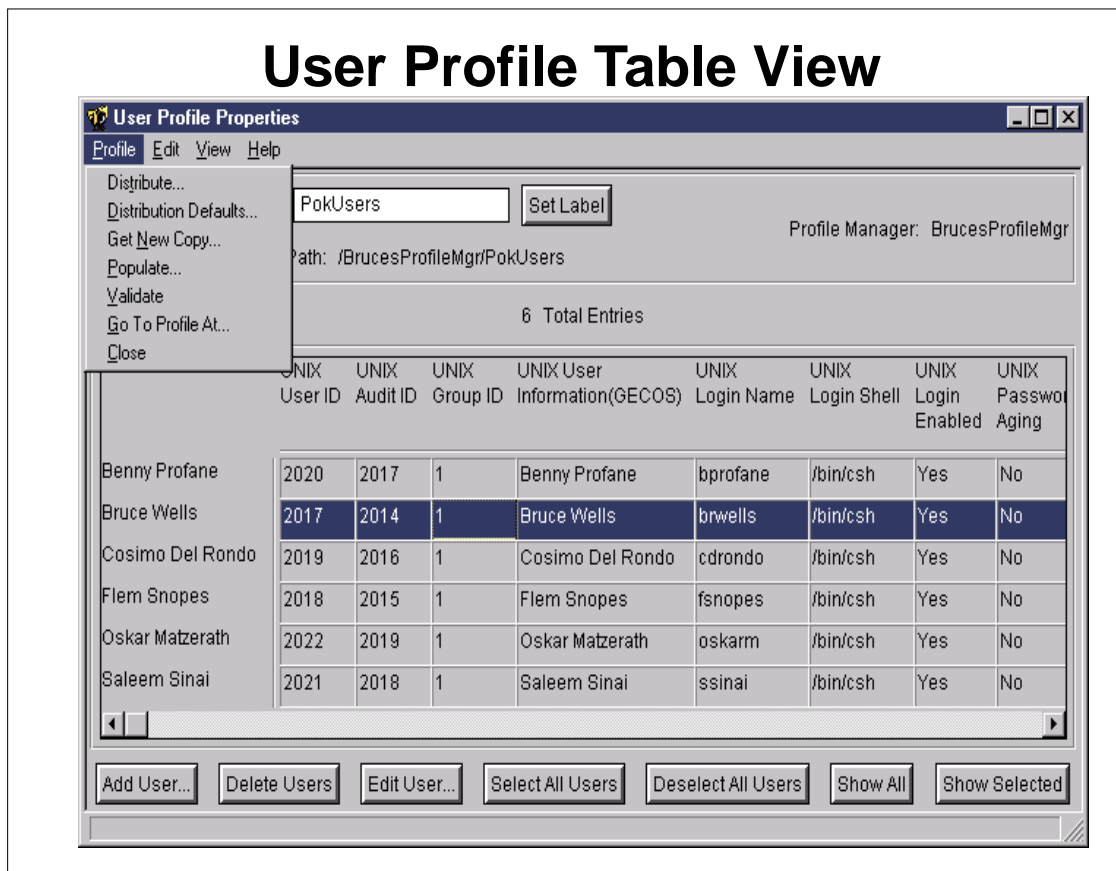 User Profile Table View
User Profile Properties
Profile Edit View Help
Distribute...
Distribution Defaults...
Get New Copy...
Populate...
Validate
Go To Profile At...
Close
PokUsers Set Label
Profile Manager: BrucesProfileMgr
Path: /BrucesProfileMgr/PokUsers
6 Total Entries
UNIX User ID UNIX Audit ID UNIX Group ID UNIX User Information(GECOS) UNIX Login Name UNIX Login Shell UNIX Login Enabled UNIX Passwor Aging
Benny Profane 2020 2017 1 Benny Profane bprofane /bin/csh Yes No
Bruce Wells 2017 2014 1 Bruce Wells brwells /bin/csh Yes No
Cosimo Del Rondo 2019 2016 1 Cosimo Del Rondo cdrondo /bin/csh Yes No
Flem Snopes 2018 2015 1 Flem Snopes fsnopes /bin/csh Yes No
Oskar Matzerath 2022 2019 1 Oskar Matzerath oskarm /bin/csh Yes No
Saleem Sinai 2021 2018 1 Saleem Sinai ssinai /bin/csh Yes No
Add User... Delete Users Edit User... Select All Users Deselect All Users Show All Show Selected